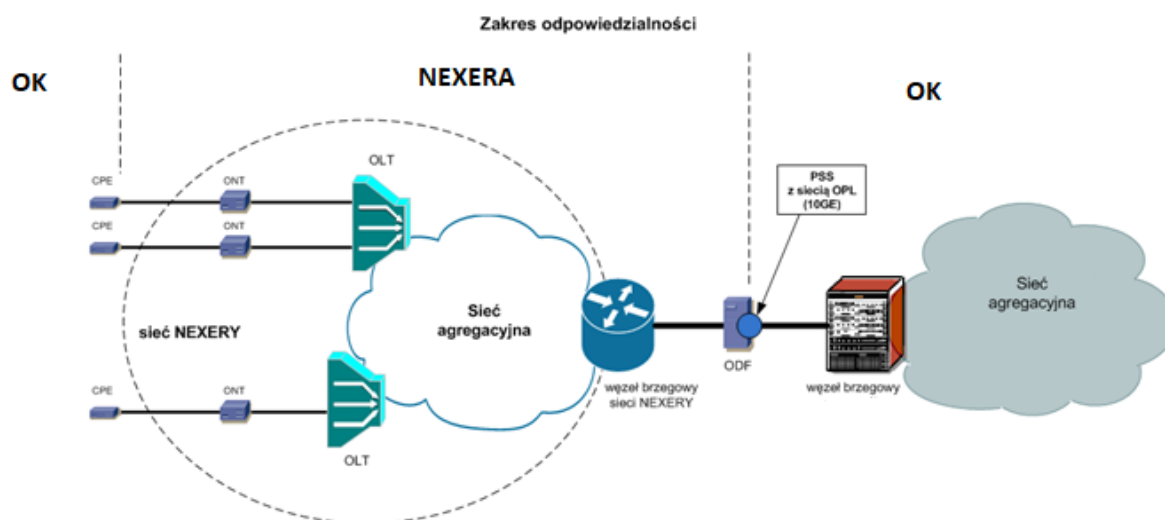 Zakres odpowiedzialności
OK
NEXERA
OK
CPE
ONT
OLT
PSS
z siecią OPL
(10GE)
CPE
ONT
sieć NEXERY
Sieć
agregacyjna
Sieć
agregacyjna
ODF
węzeł brzegowy
sieci NEXERY
węzeł brzegowy
CPE
ONT
OLT